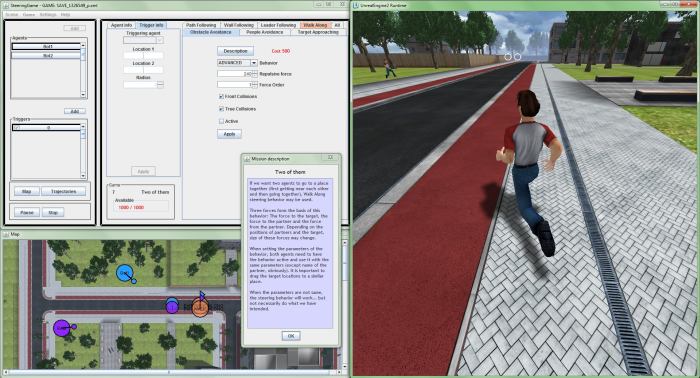 SteeringGame - GAME: SAVE_1326548_p.xml
UnrealEngine2 Runtime
Screen Game Settings Help
Agents
Add
Bot1
Bot2
Add
Triggers
0
Map
Trajectories
Pause
Stop
Agent info
Trigger info
Triggering agent
Location 1
Location 2
Radius
Apply
Game
7
Two of them
Available
1000 / 1000
Path Following
Wall Following
Leader Following
Walk Along
All
Obstacle Avoidance
People Avoidance
Target Approaching
Description
Cost 500
ADVANCED
Behavior
240
Repulsive force
1
Force Order
Front Collisions
Tree Collisions
Active
Apply
Mission description
Two of them
If we want two agents to go to a place
together (first getting near each other
and then going together), Walk Along
steering behavior may be used.
Three forces form the basis of this
behavior: The force to the target, the
force to the partner and the force
from the partner. Depending on the
positions of partners and the target,
size of these forces may change.
When setting the parameters of the
behavior, both agents need to have
the behavior active and use it with the
same parameters (except name of the
partner, obviously). It is important to
drag the target locations to a similar
place.
When the parameters are not same,
the steering behavior will work... but
not necessarily do what we have
intended.
OK
Map